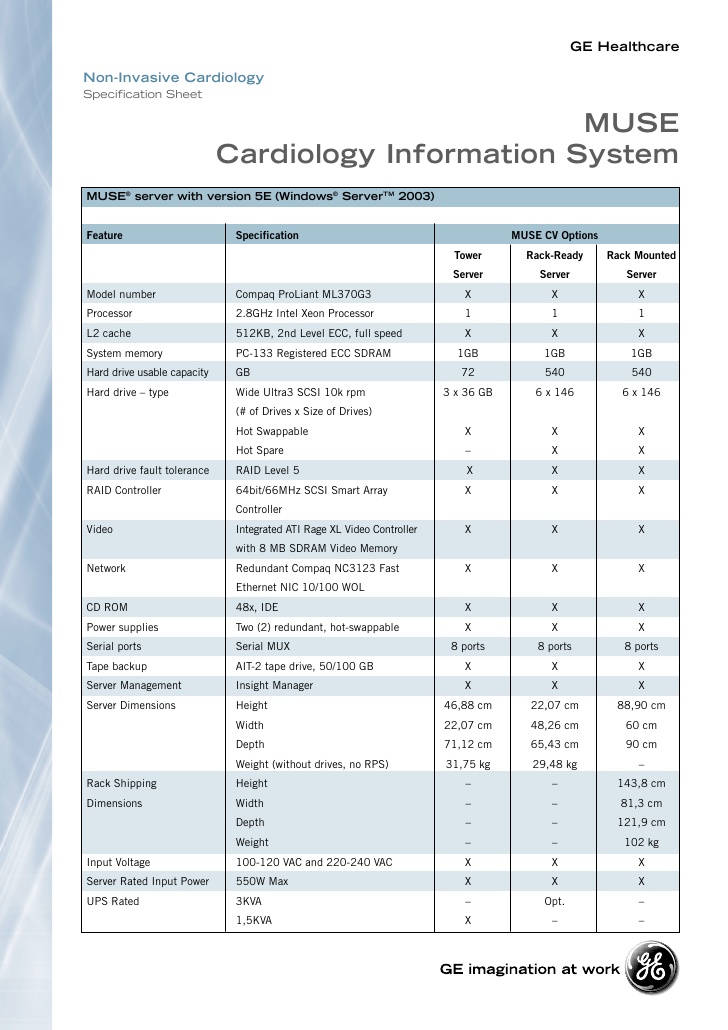 GE Healthcare
Non-Invasive Cardiology
Specification Sheet
MUSE
Cardiology Information System
MUSE® server with version 5E (Windows® Server™ 2003)
Feature Specification MUSE CV Options
Tower Rack-Ready Rack Mounted
Server Server Server
Model number Compaq ProLiant ML370G3 X X X
Processor 2.8GHz Intel Xeon Processor 1 1 1
L2 cache 512KB, 2nd Level ECC, full speed X X X
System memory PC-133 Registered ECC SDRAM 1GB 1GB 1GB
Hard drive usable capacity GB 72 540 540
Hard drive – type Wide Ultra3 SCSI 10k rpm 3 x 36 GB 6 x 146 6 x 146
(# of Drives x Size of Drives)
Hot Swappable X X X
Hot Spare – X X
Hard drive fault tolerance RAID Level 5 X X X
RAID Controller 64bit/66MHz SCSI Smart Array X X X
Controller
Video Integrated ATI Rage XL Video Controller X X X
with 8 MB SDRAM Video Memory
Network Redundant Compaq NC3123 Fast X X X
Ethernet NIC 10/100 WOL
CD ROM 48x, IDE X X X
Power supplies Two (2) redundant, hot-swappable X X X
Serial ports Serial MUX 8 ports 8 ports 8 ports
Tape backup AIT-2 tape drive, 50/100 GB X X X
Server Management Insight Manager X X X
Server Dimensions Height 46,88 cm 22,07 cm 88,90 cm
Width 22,07 cm 48,26 cm 60 cm
Depth 71,12 cm 65,43 cm 90 cm
Weight (without drives, no RPS) 31,75 kg 29,48 kg –
Rack Shipping Height – – 143,8 cm
Dimensions Width – – 81,3 cm
Depth – – 121,9 cm
Weight – – 102 kg
Input Voltage 100-120 VAC and 220-240 VAC X X X
Server Rated Input Power 550W Max X X X
UPS Rated 3KVA – Opt. –
1,5KVA X – –
GE imagination at work